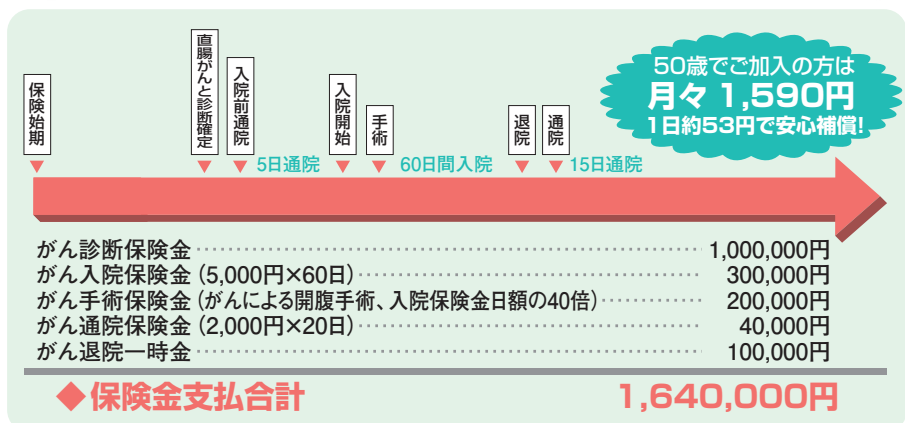 保険始期
直腸がんと診断確定
入院前通院
入院開始
手術
退院
通院
5日通院
60日間入院
15日通院
50歳でご加入の方は
月々1,590円
1日約53円で安心補償!
がん診断保険金 1,000,000円
がん入院保険金(5,000円×60日) 300,000円
がん手術保険金(がんによる開腹手術、入院保険金日額の40倍) 200,000円
がん通院保険金(2,000円×20日) 40,000円
がん退院一時金 100,000円
◆保険金支払合計 1,640,000円